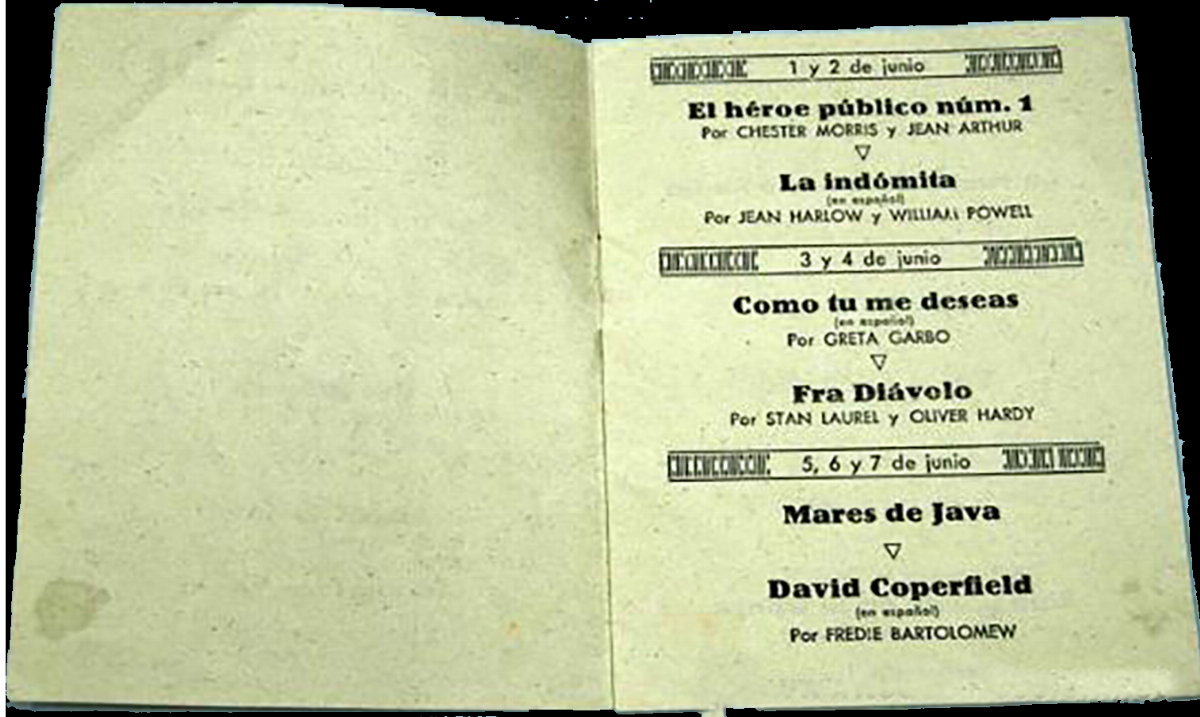 1 y 2 de junio
El héroe público núm. 1
Por CHESTER MORRIS y JEAN ARTHUR
La indómita
(en español)
Por JEAN HARLOW y WILLIAM POWELL
3 y 4 de junio
Como tu me deseas
(en español)
Por GRETA GARBO
Fra Diávolo
Por STAN LAUREL y OLIVER HARDY
5, 6 y 7 de junio
Mares de Java
David Coperfield
(en español)
Por FREDIE BARTOLOMEW